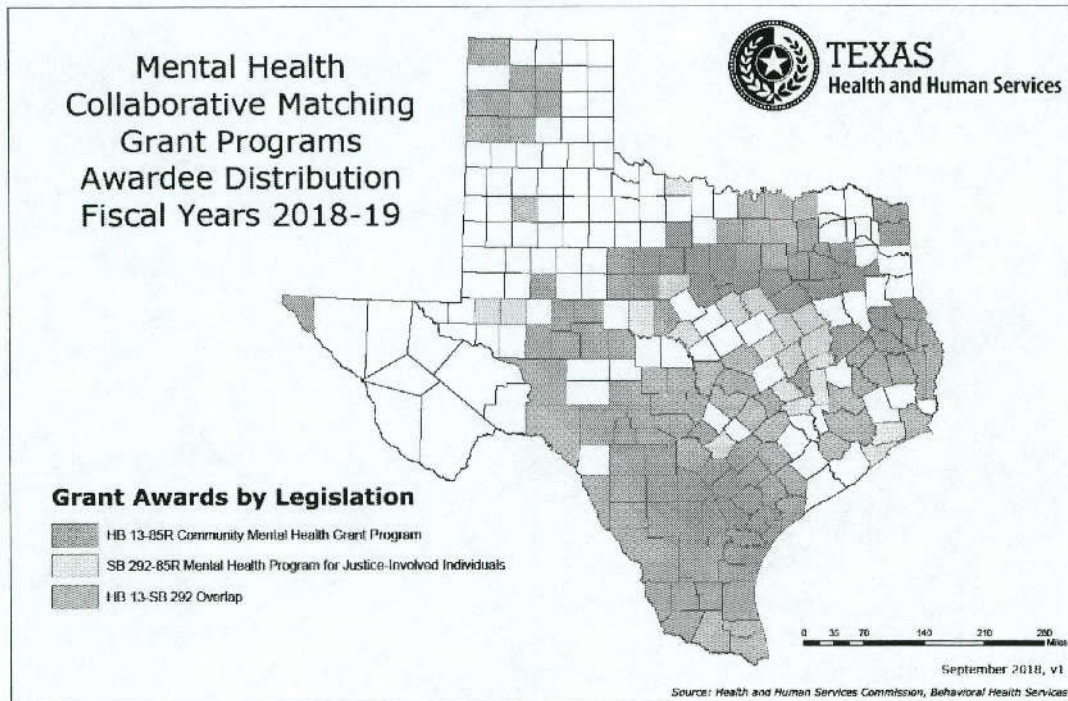 Mental Health
Collaborative Matching
Grant Programs
Awardee Distribution
Fiscal Years 2018-19
TEXAS
Health and Human Services
Grant Awards by Legislation
HB 13-85R Community Mental Health Grant Program
SB 292-85R Mental Health Program for Justice-Involved Individuals
HB 13-SB 292 Overlap
0 35 70 140 210 280
Miles
September 2018, v1
Source: Health and Human Services Commission, Behavioral Health Services